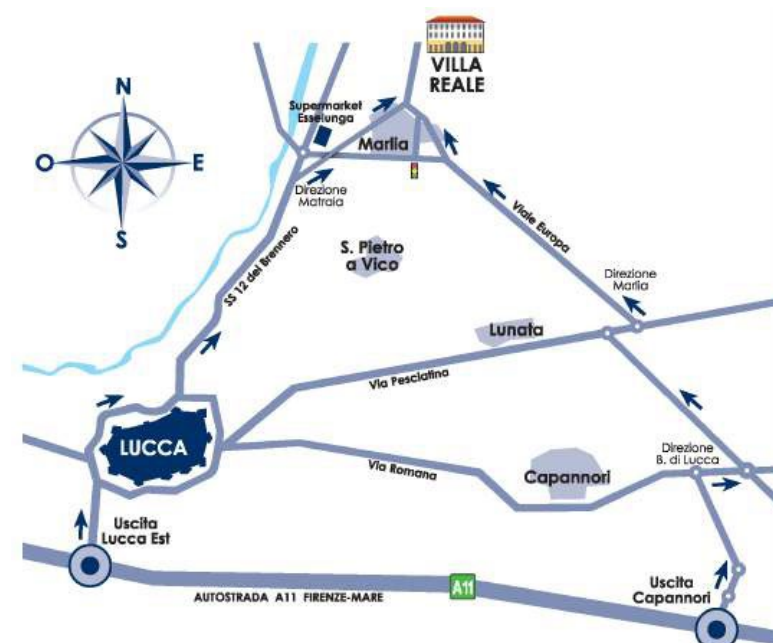 VILLA
REALE
N
O
E
S
Supermarket
Esselunga
Marlia
Direzione
Matraia
SS 12 del Brennero
S. Pietro
a Vico
Viale Europa
Direzione
Marlia
Lunata
Via Pesciatina
LUCCA
Via Romana
Capannori
Direzione
B. di Lucca
Uscita
Lucca Est
A11
AUTOSTRADA A11 FIRENZE-MARE
Uscita
Capannori